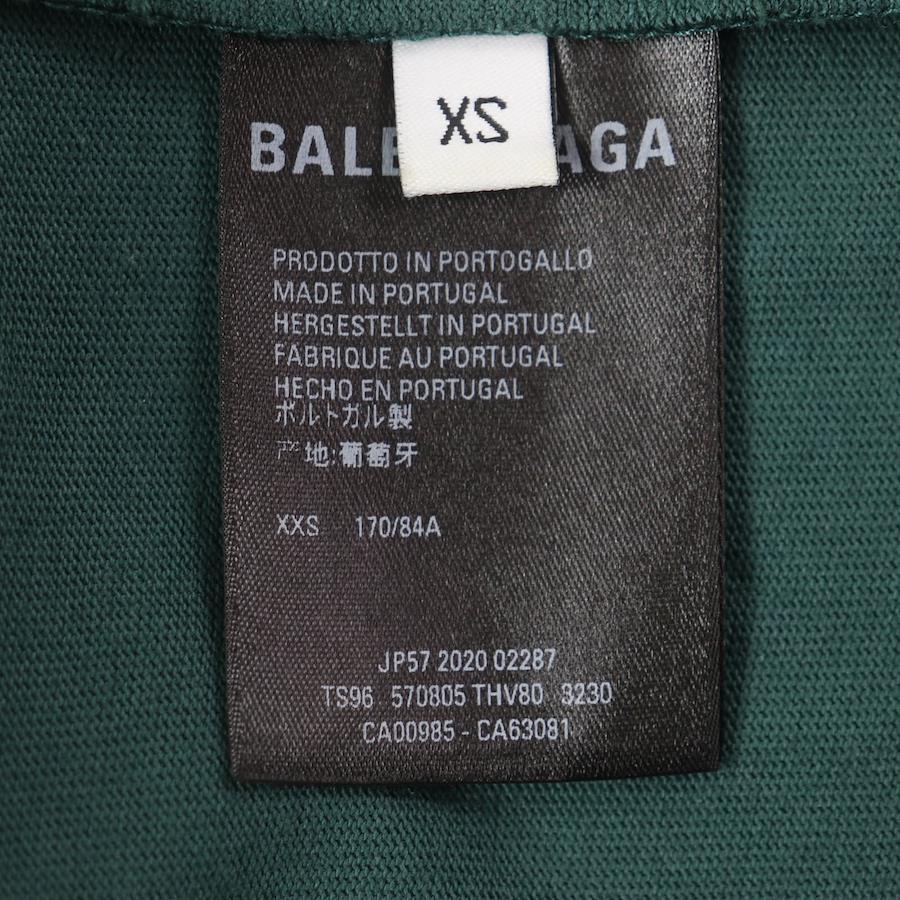 XS
BALE AGA
PRODOTTO IN PORTOGALLO
MADE IN PORTUGAL
HERGESTELLT IN PORTUGAL
FABRIQUE AU PORTUGAL
HECHO EN PORTUGAL
ポルトガル製
产地:葡萄牙
XXS 170/84A
JP57 2020 02287
TS96 570805 THV80 3230
CA00985 - CA63081